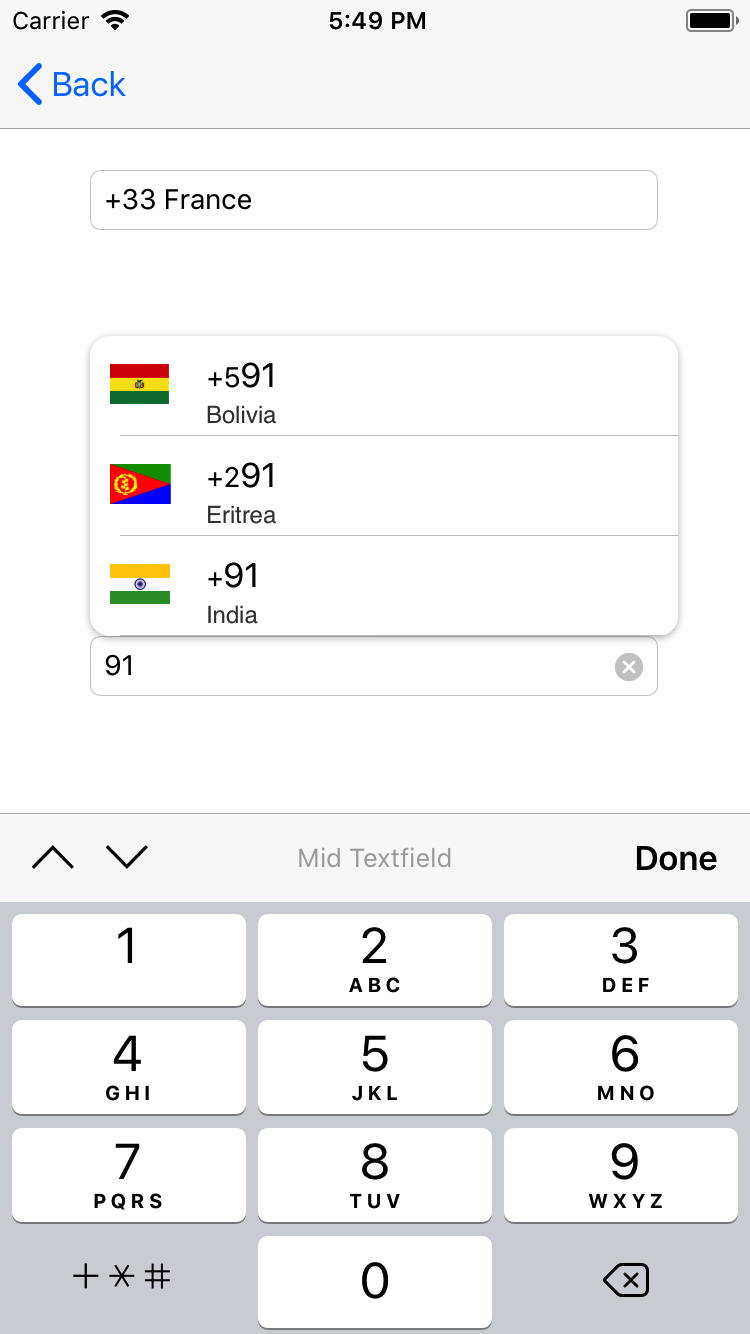 Carrier 5:49 PM
Back
+33 France
+591
Bolivia
+291
Eritrea
+91
India
91
Mid Textfield Done
1 2 3
ABC DEF
4 5 6
GHI JKL MNO
7 8 9
PQRS TUV WXYZ
+*# 0